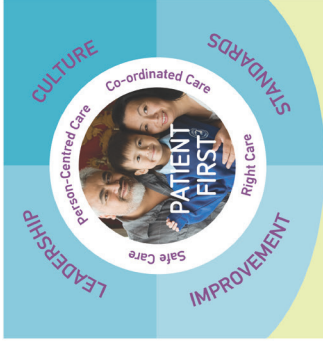 CULTURE
STANDARDS
LEADERSHIP
IMPROVEMENT
Person-Centred Care
Co-ordinated Care
Safe Care
Right Care
PATIENT
FIRST